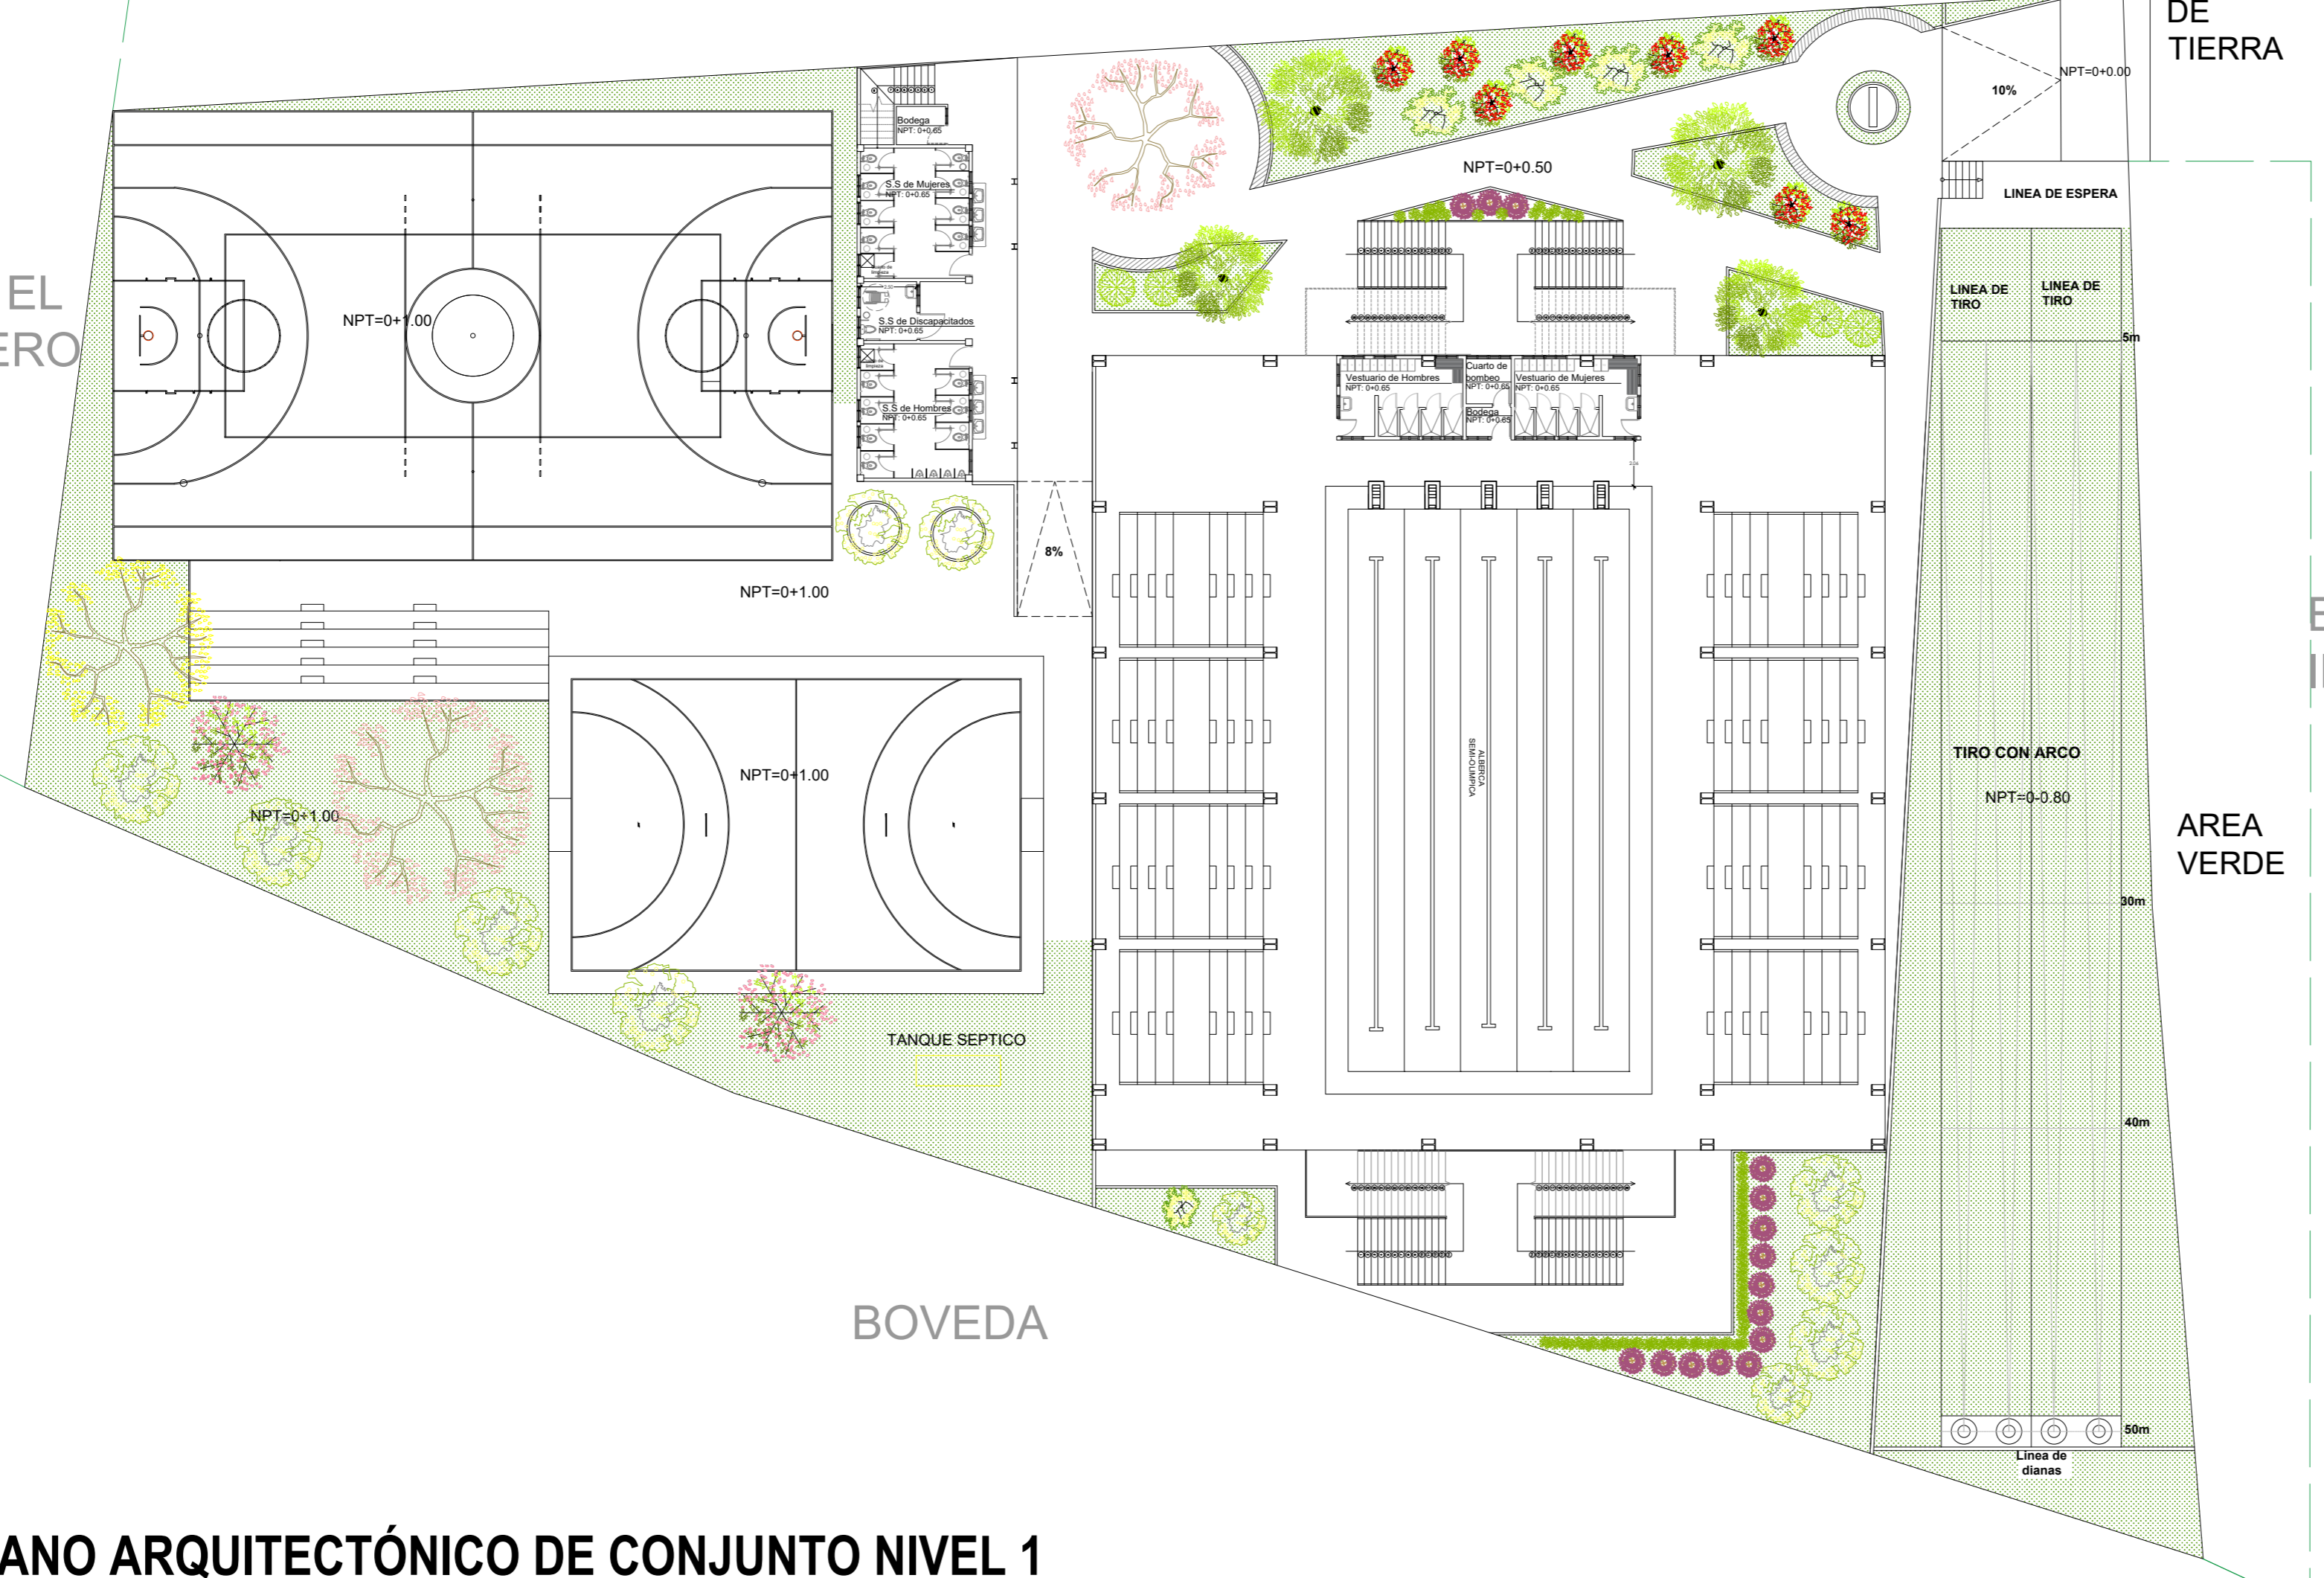 DE
TIERRA
NPT=0+0.00
10%
Bodega
NPT: 0+0.65
NPT=0+0.50
S.S de Mujeres
NPT: 0+0.65
LINEA DE ESPERA
limpieza
EL
ERO
LINEA DE
TIRO
LINEA DE
TIRO
NPT=0+1.00
S.S de Discapacitados
NPT: 0+0.65
5m
limpieza
Vestuario de Hombres
NPT: 0+0.65
Cuarto de
bombeo
NPT: 0+0.65
Vestuario de Mujeres
NPT: 0+0.65
S.S de Hombres
NPT: 0+0.65
Bodega
NPT: 0+0.65
8%
NPT=0+1.00
ALBERCA
SEMI-OLIMPICA
TIRO CON ARCO
NPT=0+1.00
NPT=0-0.80
NPT=0+1.00
AREA
VERDE
30m
TANQUE SEPTICO
40m
BOVEDA
50m
Linea de
dianas
ANO ARQUITECTÓNICO DE CONJUNTO NIVEL 1